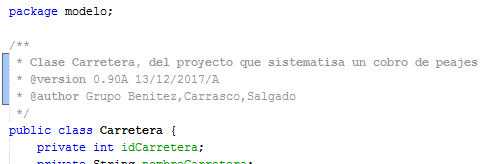 package modelo;
/**
* Clase Carretera, del proyecto que sistematisa un cobro de peajes
* @version 0.90A 13/12/2017/A
* @author Grupo Benitez,Carrasco,Salgado
*/
public class Carretera {
private int idCarretera;
private String nombreCarretera;